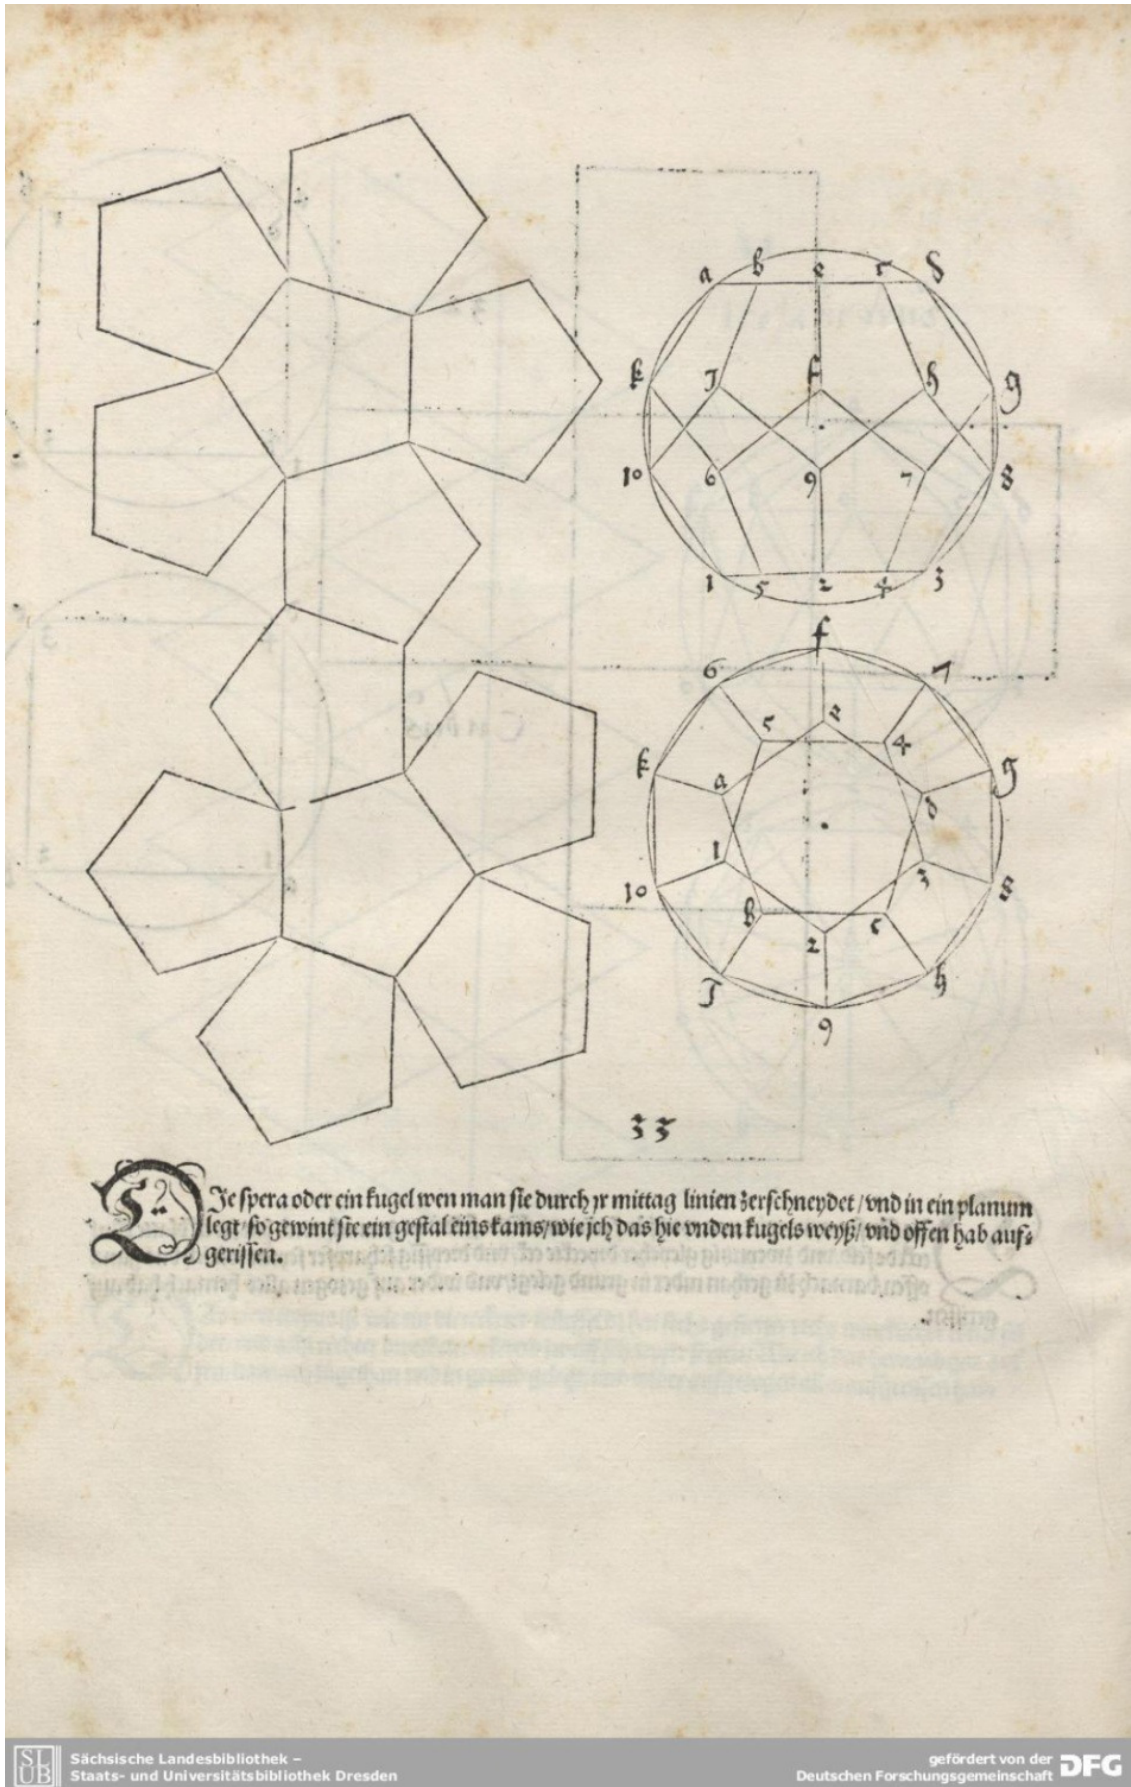 a b e c d
k J f h g
10 6 9 7 8
1 5 2 4 3
f
6 7
5 e 4
k a d g
1 3
10 b c 8
2
J h
9
33
DIe spera oder ein kugel wen man sie durch yr mittag linien zerschneydet / vnd in ein planum
legt / so gewint sie ein gestal eins kams / wie jch das hie vnden kugels weyß / vnd offen hab auf⸗
gerissen.
SLUB
Sächsische Landesbibliothek –
Staats- und Universitätsbibliothek Dresden
gefördert von der
Deutschen Forschungsgemeinschaft
DFG